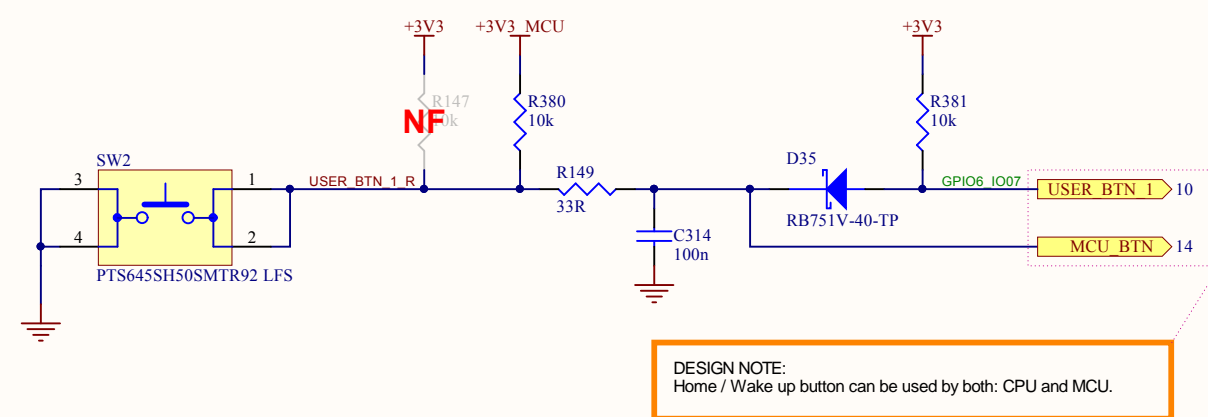 +3V3
+3V3_MCU
+3V3
R147
10k
NF
R380
10k
R381
10k
SW2
3
1
4
2
PTS645SH50SMTR92 LFS
USER_BTN_1_R
R149
33R
C314
100n
D35
RB751V-40-TP
GPIO6_IO07
USER_BTN_1
10
MCU_BTN
14
DESIGN NOTE:
Home / Wake up button can be used by both: CPU and MCU.